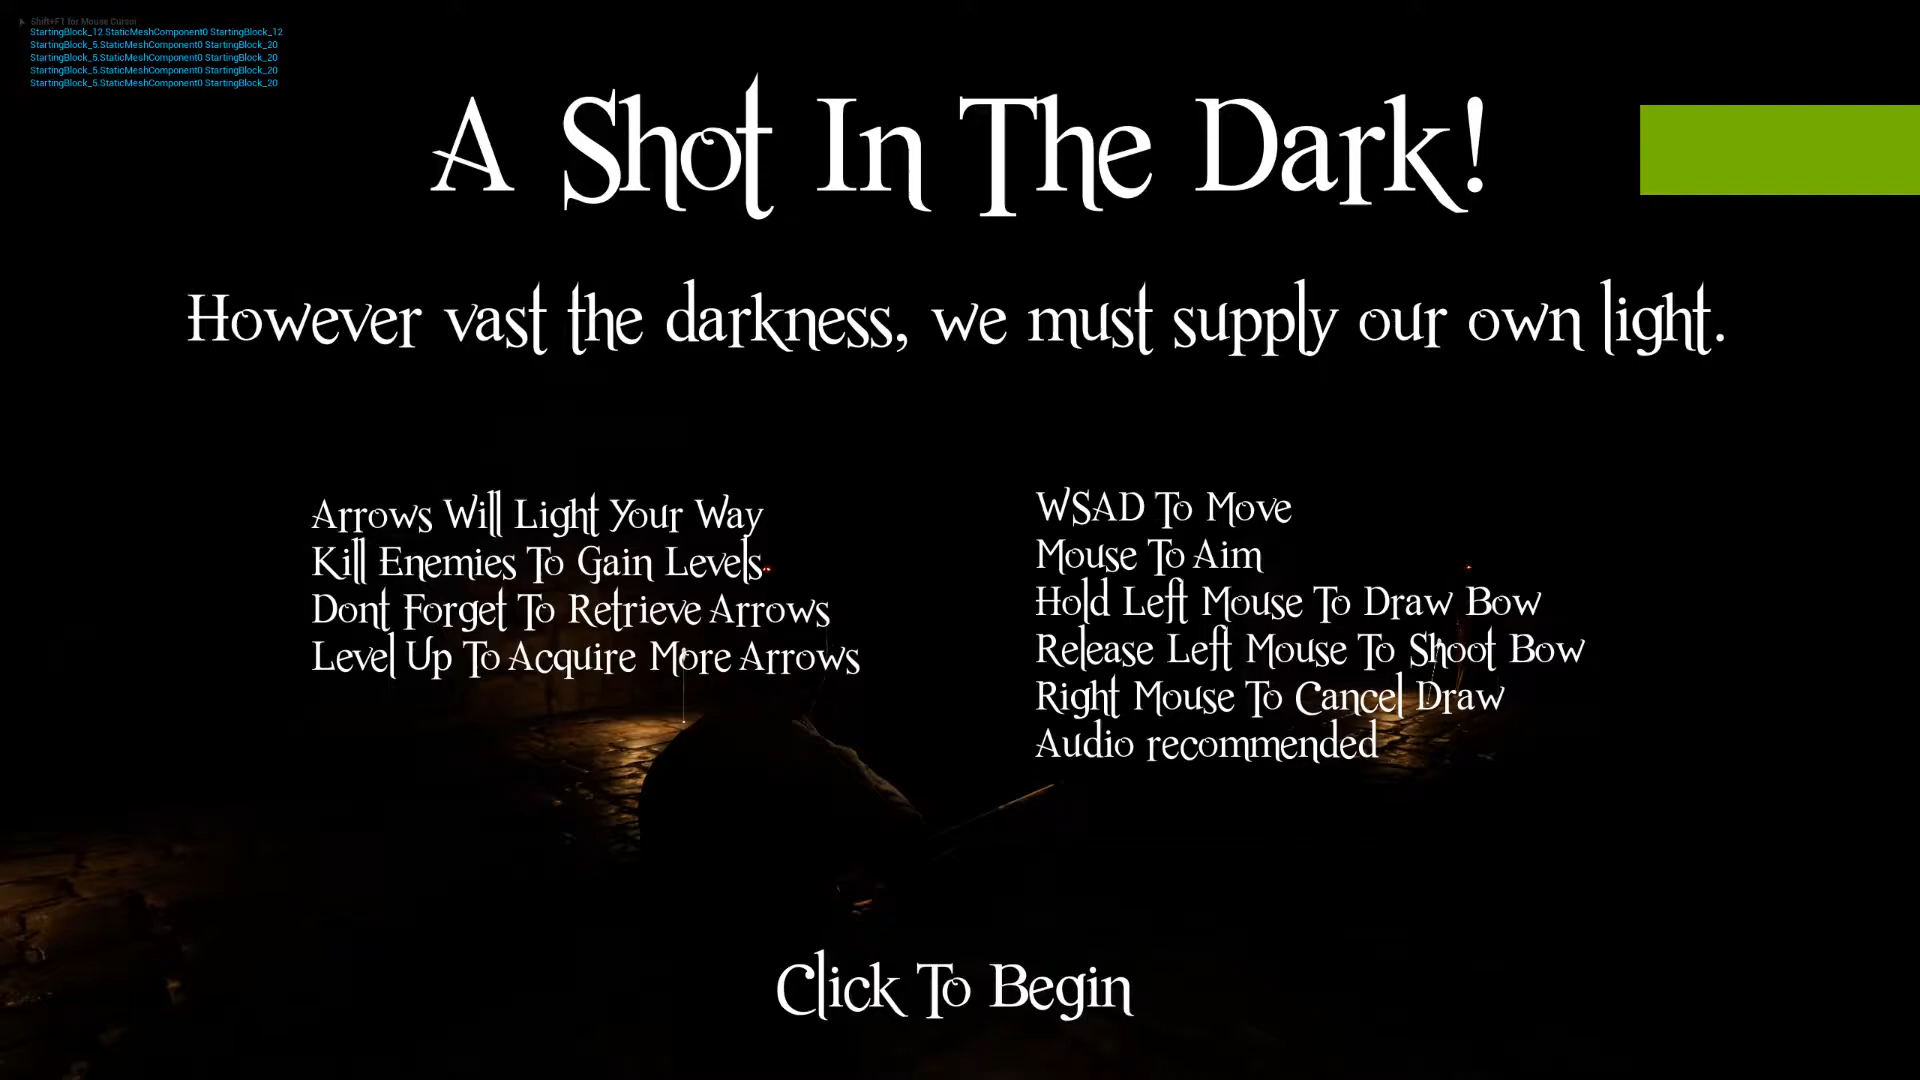 Shift+F1 for Mouse Cursor
StartingBlock_12.StaticMeshComponent0 StartingBlock_12
StartingBlock_5.StaticMeshComponent0 StartingBlock_20
StartingBlock_5.StaticMeshComponent0 StartingBlock_20
StartingBlock_5.StaticMeshComponent0 StartingBlock_20
StartingBlock_5.StaticMeshComponent0 StartingBlock_20
A Shot In The Dark!
However vast the darkness, we must supply our own light.
Arrows Will Light Your Way
Kill Enemies To Gain Levels
Dont Forget To Retrieve Arrows
Level Up To Acquire More Arrows
WSAD To Move
Mouse To Aim
Hold Left Mouse To Draw Bow
Release Left Mouse To Shoot Bow
Right Mouse To Cancel Draw
Audio recommended
Click To Begin